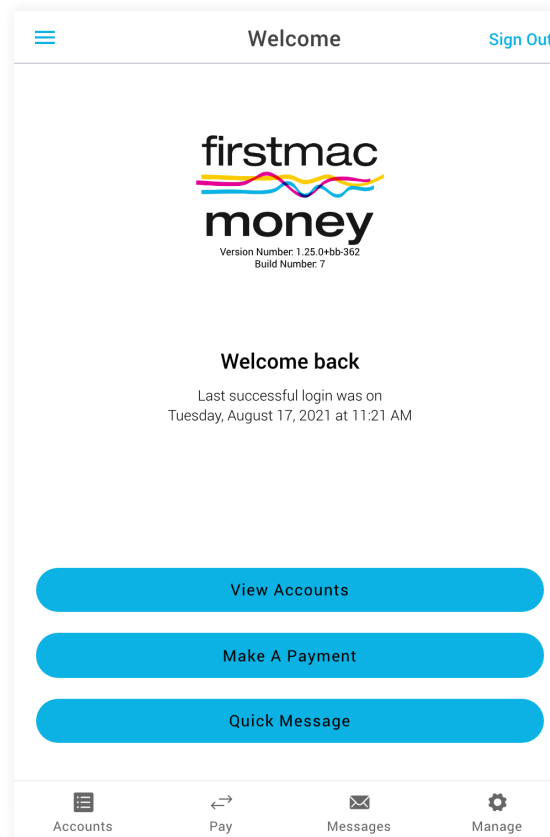 Welcome
Sign Out
firstmac
money
Version Number: 1.25.0+bb-362
Build Number: 7
Welcome back
Last successful login was on
Tuesday, August 17, 2021 at 11:21 AM
View Accounts
Make A Payment
Quick Message
Accounts
Pay
Messages
Manage